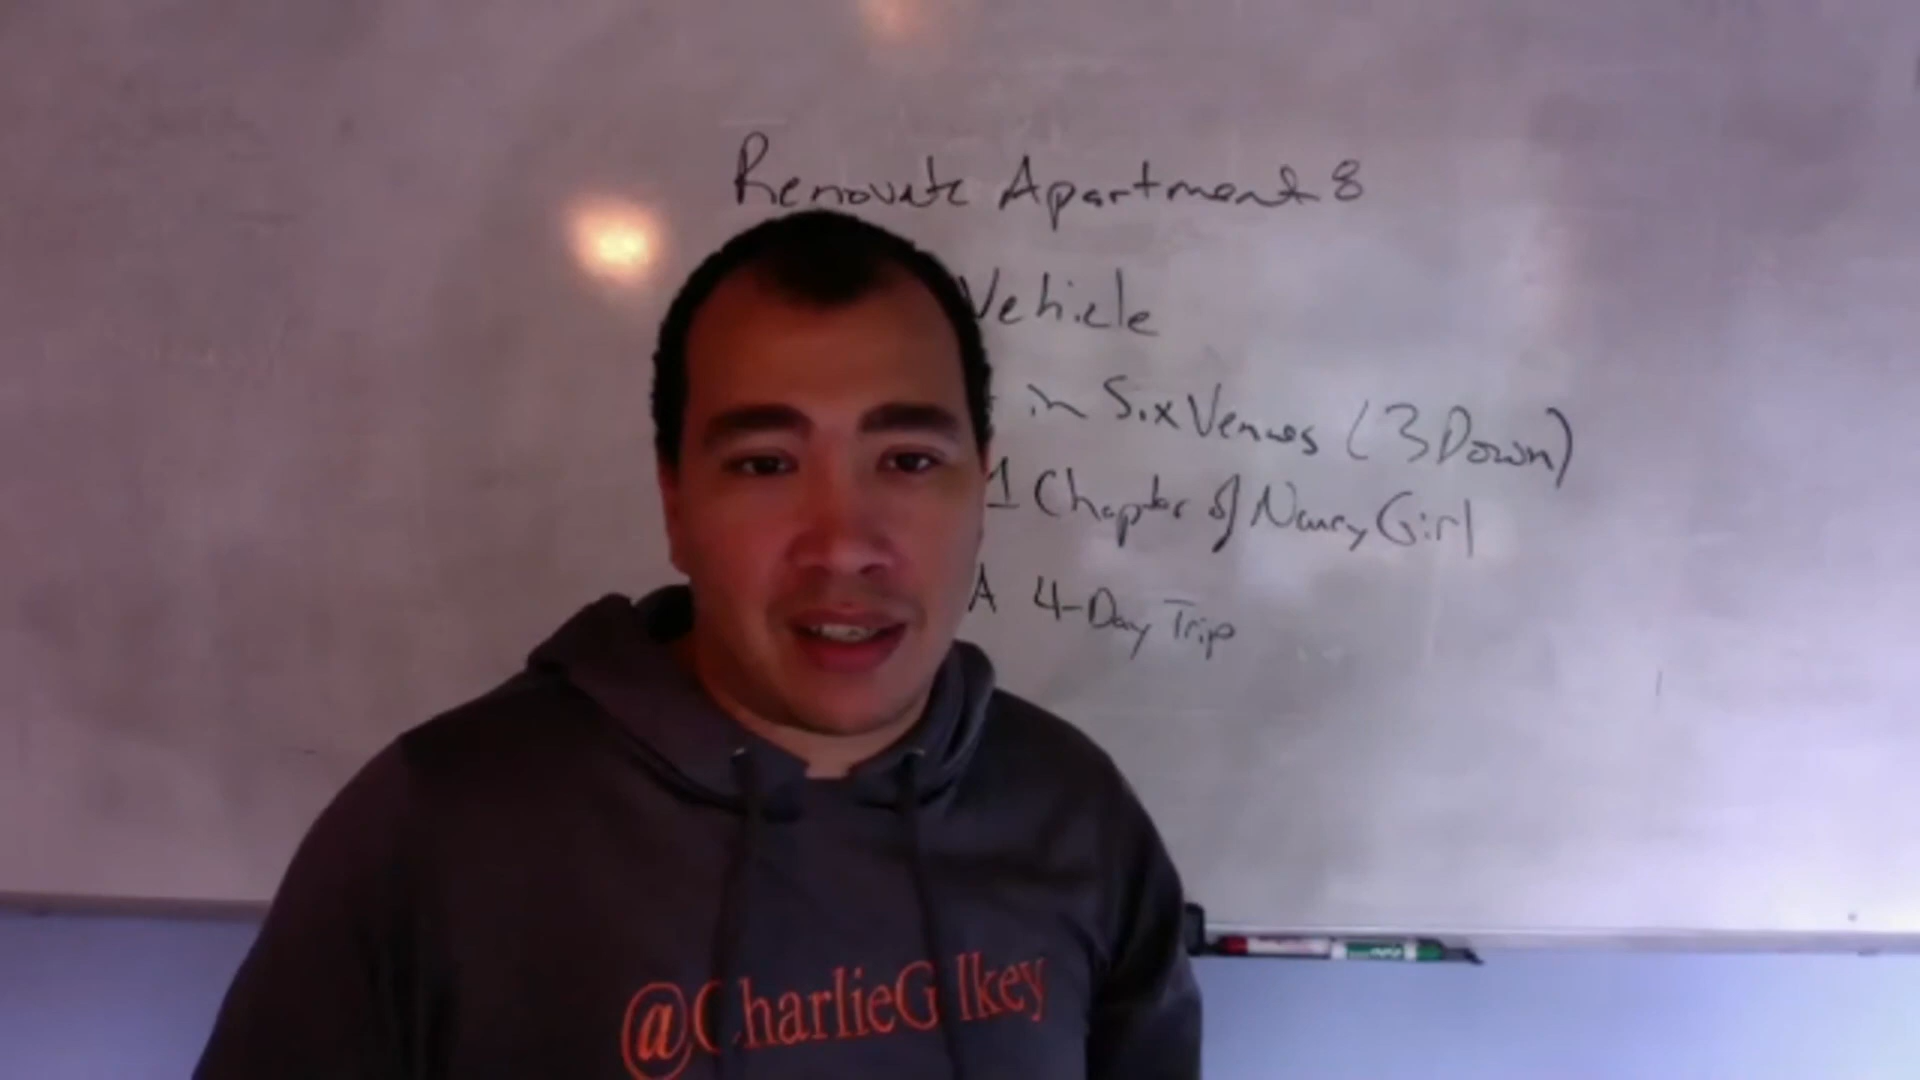 Renovate Apartment 8
Vehicle
in Six Venues (3 Down)
1 Chapter of Nancy Girl
A 4-Day Trip
@CharlieGilkey